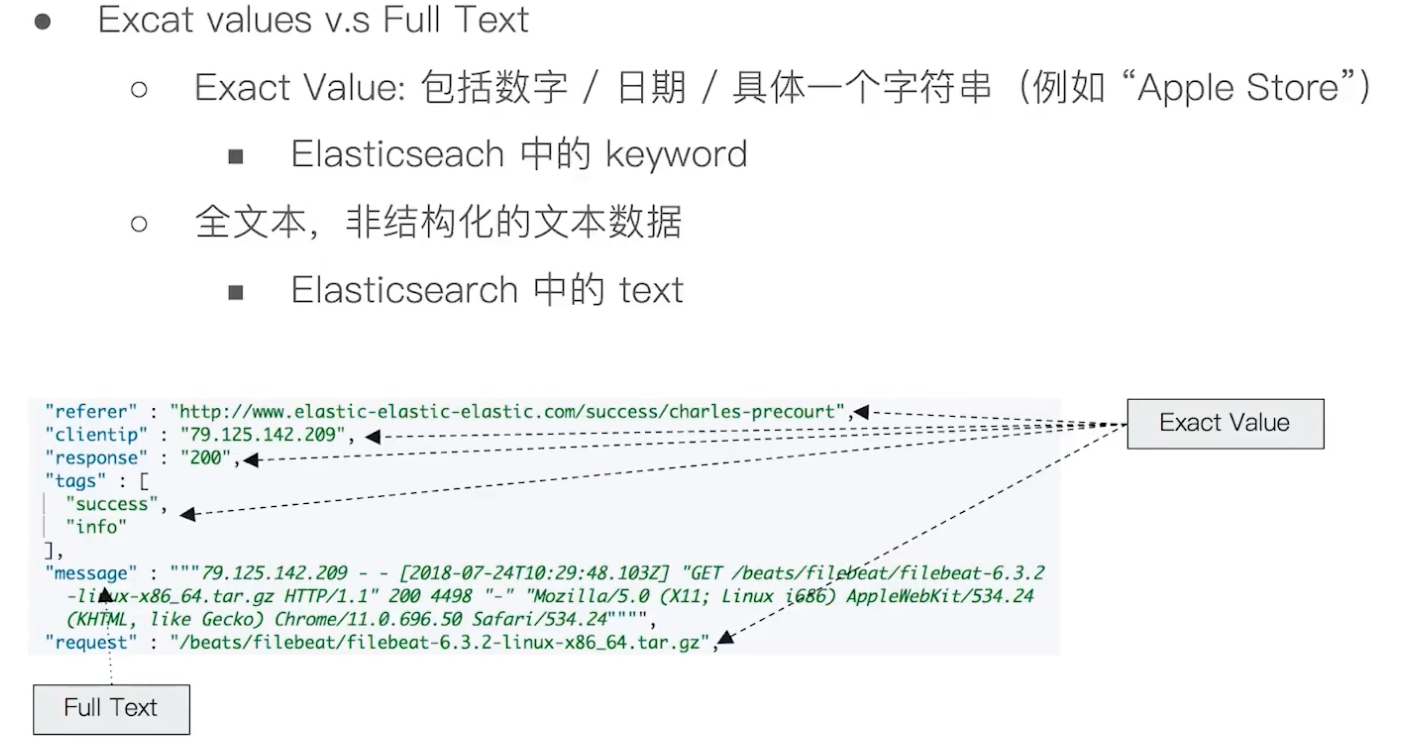 Excat values v.s Full Text
Exact Value: 包括数字 / 日期 / 具体一个字符串（例如 “Apple Store”）
Elasticseach 中的 keyword
全文本，非结构化的文本数据
Elasticsearch 中的 text
"referer" : "http://www.elastic-elastic-elastic.com/success/charles-precourt",
Exact Value
"clientip" : "79.125.142.209",
"response" : "200",
"tags" : [
"success",
"info"
],
"message" : """79.125.142.209 - - [2018-07-24T10:29:48.103Z] "GET /beats/filebeat/filebeat-6.3.2
-linux-x86_64.tar.gz HTTP/1.1" 200 4498 "-" "Mozilla/5.0 (X11; Linux i686) AppleWebKit/534.24
(KHTML, like Gecko) Chrome/11.0.696.50 Safari/534.24"""",
"request" : "/beats/filebeat/filebeat-6.3.2-linux-x86_64.tar.gz",
Full Text